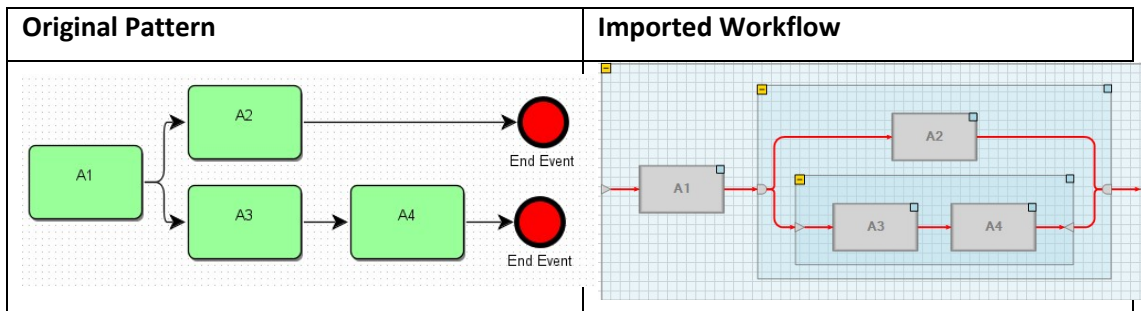 Original Pattern
Imported Workflow
A2
End Event
A1
A3
A4
End Event
A2
A1
A3
A4